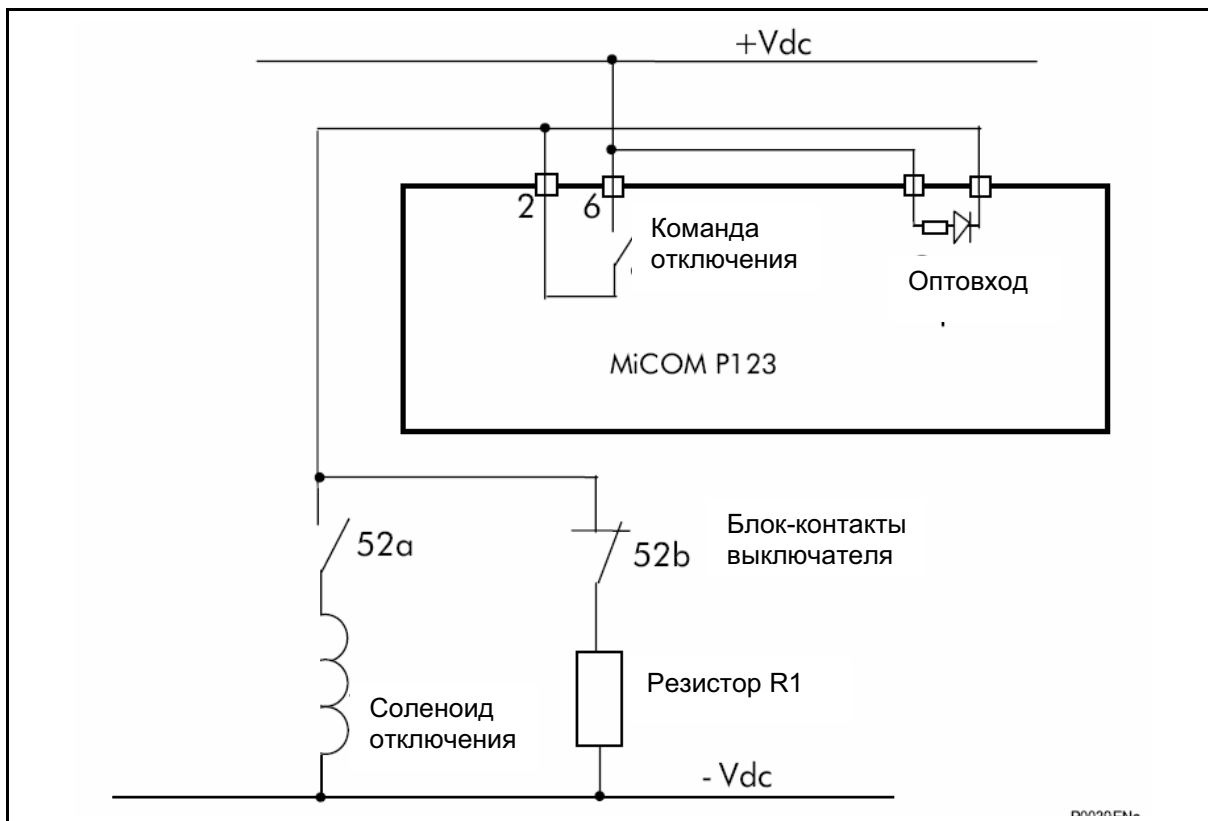 +Vdc
2
6
Команда
отключения
Оптовход
MiCOM P123
52a
52b
Блок-контакты
выключателя
Резистор R1
Соленоид
отключения
- Vdc